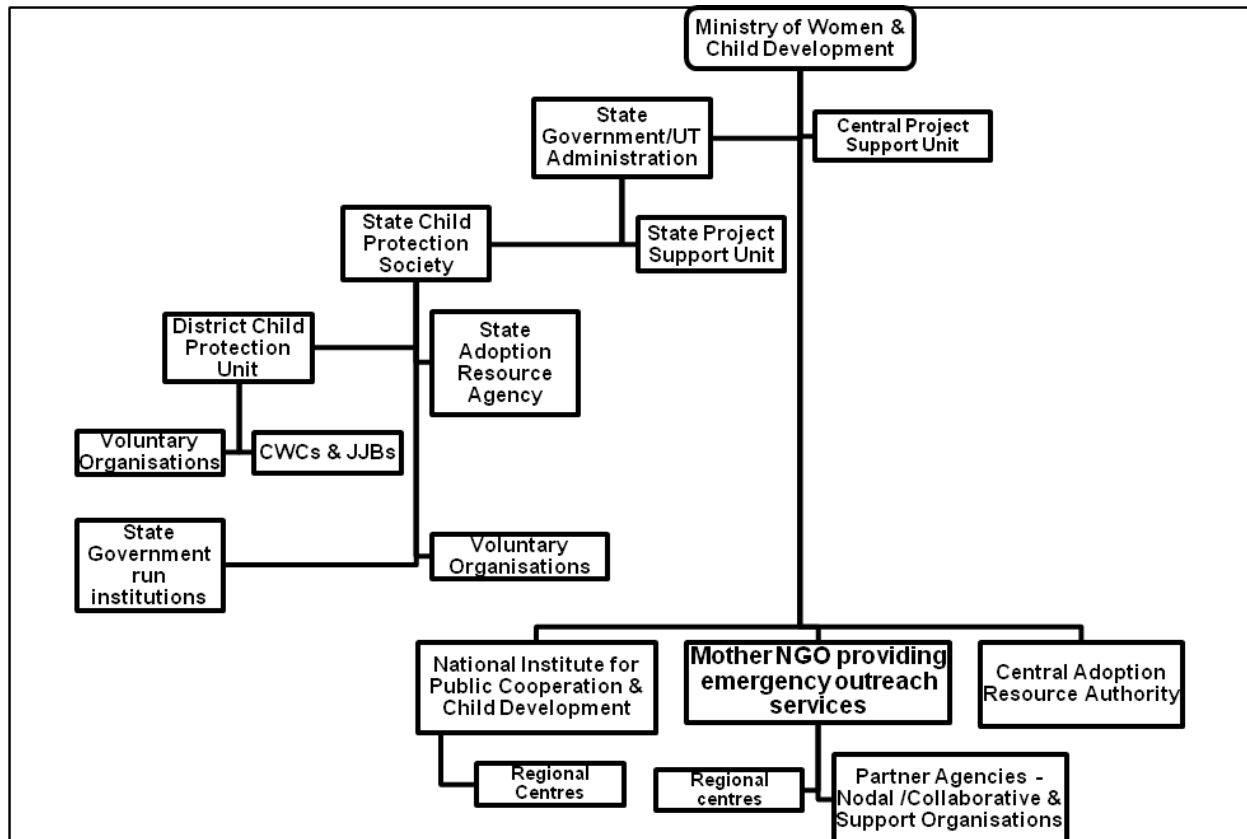 Ministry of Women &
Child Development
State
Government/UT
Administration
Central Project
Support Unit
State Child
Protection
Society
State Project
Support Unit
District Child
Protection
Unit
State
Adoption
Resource
Agency
Voluntary
Organisations
CWCs & JJBs
State
Government
run
institutions
Voluntary
Organisations
National Institute for
Public Cooperation &
Child Development
Mother NGO providing
emergency outreach
services
Central Adoption
Resource Authority
Regional
Centres
Regional
centres
Partner Agencies -
Nodal /Collaborative &
Support Organisations